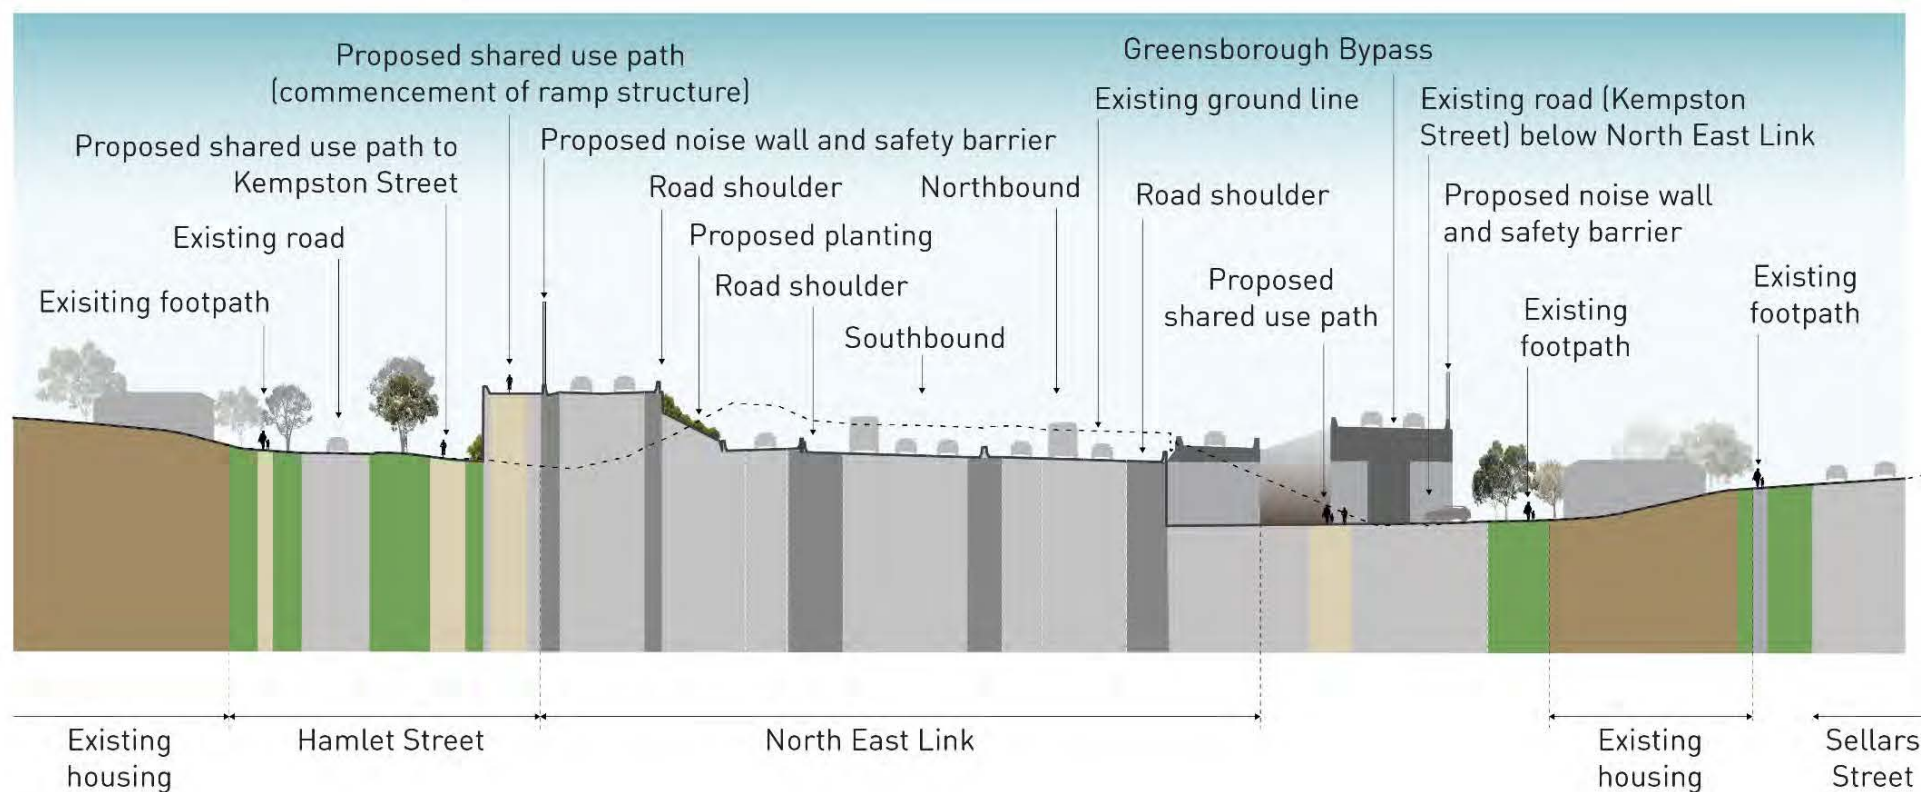 Proposed shared use path
(commencement of ramp structure)
Greensborough Bypass
Existing ground line
Existing road (Kempston
Street) below North East Link
Proposed shared use path to
Kempston Street
Proposed noise wall and safety barrier
Road shoulder
Northbound
Road shoulder
Proposed noise wall
and safety barrier
Existing road
Proposed planting
Road shoulder
Proposed
shared use path
Existing
footpath
Exisiting footpath
Southbound
Existing
footpath
Existing
housing
Hamlet Street
North East Link
Existing
housing
Sellars
Street